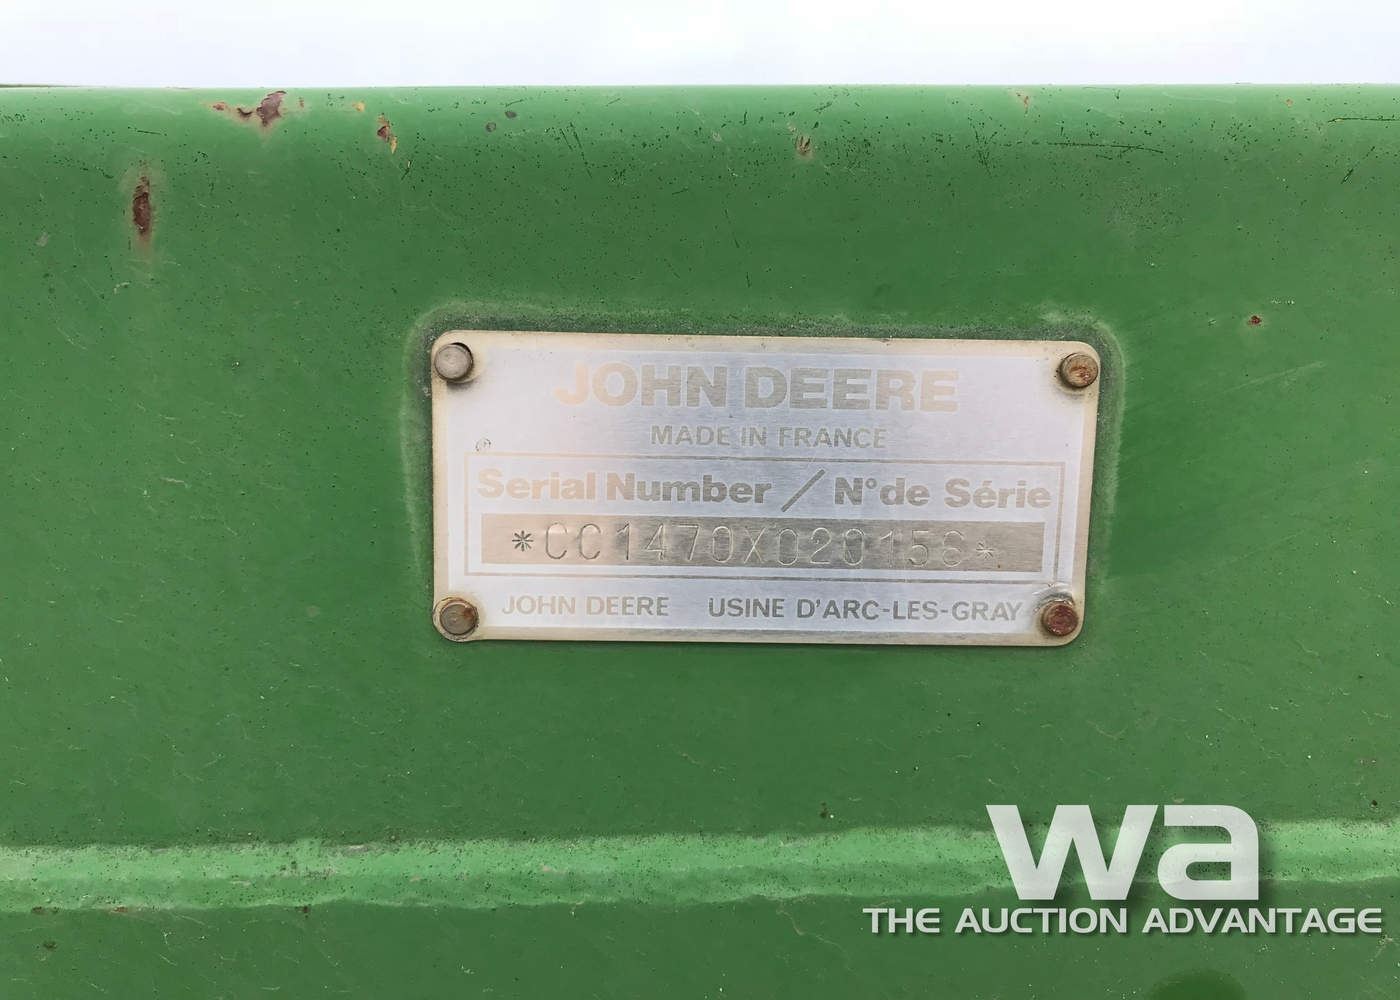 JOHN DEERE
MADE IN FRANCE
Serial Number / N° de Série
*CC1470X020156*
JOHN DEERE USINE D'ARC-LES-GRAY
wa
THE AUCTION ADVANTAGE